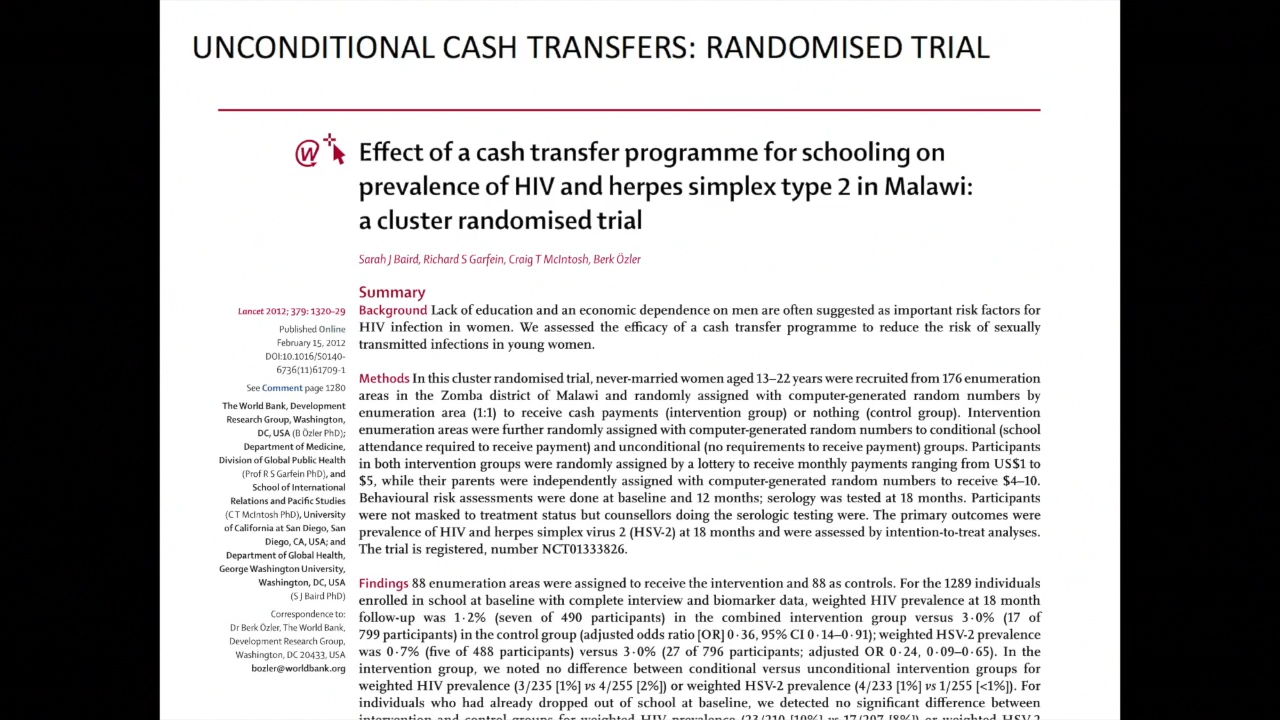 UNCONDITIONAL CASH TRANSFERS: RANDOMISED TRIAL
Effect of a cash transfer programme for schooling on
prevalence of HIV and herpes simplex type 2 in Malawi:
a cluster randomised trial
Sarah J Baird, Richard S Garfein, Craig T McIntosh, Berk Özler
Summary
Background Lack of education and an economic dependence on men are often suggested as important risk factors for
HIV infection in women. We assessed the efficacy of a cash transfer programme to reduce the risk of sexually
transmitted infections in young women.
Methods In this cluster randomised trial, never-married women aged 13–22 years were recruited from 176 enumeration
areas in the Zomba district of Malawi and randomly assigned with computer-generated random numbers by
enumeration area (1:1) to receive cash payments (intervention group) or nothing (control group). Intervention
enumeration areas were further randomly assigned with computer-generated random numbers to conditional (school
attendance required to receive payment) and unconditional (no requirements to receive payment) groups. Participants
in both intervention groups were randomly assigned by a lottery to receive monthly payments ranging from US$1 to
$5, while their parents were independently assigned with computer-generated random numbers to receive $4–10.
Behavioural risk assessments were done at baseline and 12 months; serology was tested at 18 months. Participants
were not masked to treatment status but counsellors doing the serologic testing were. The primary outcomes were
prevalence of HIV and herpes simplex virus 2 (HSV-2) at 18 months and were assessed by intention-to-treat analyses.
The trial is registered, number NCT01333826.
Findings 88 enumeration areas were assigned to receive the intervention and 88 as controls. For the 1289 individuals
enrolled in school at baseline with complete interview and biomarker data, weighted HIV prevalence at 18 month
follow-up was 1·2% (seven of 490 participants) in the combined intervention group versus 3·0% (17 of
799 participants) in the control group (adjusted odds ratio [OR] 0·36, 95% CI 0·14–0·91); weighted HSV-2 prevalence
was 0·7% (five of 488 participants) versus 3·0% (27 of 796 participants; adjusted OR 0·24, 0·09–0·65). In the
intervention group, we noted no difference between conditional versus unconditional intervention groups for
weighted HIV prevalence (3/235 [1%] vs 4/255 [2%]) or weighted HSV-2 prevalence (4/233 [1%] vs 1/255 [<1%]). For
individuals who had already dropped out of school at baseline, we detected no significant difference between
intervention and control groups for weighted HIV prevalence (23/210 [10%] vs 17/207 [8%]) or weighted HSV-2
Lancet 2012; 379: 1320–29
Published Online
February 15, 2012
DOI:10.1016/S0140-
6736(11)61709-1
See Comment page 1280
The World Bank, Development
Research Group, Washington,
DC, USA (B Özler PhD);
Department of Medicine,
Division of Global Public Health
(Prof R S Garfein PhD), and
School of International
Relations and Pacific Studies
(C T McIntosh PhD), University
of California at San Diego, San
Diego, CA, USA; and
Department of Global Health,
George Washington University,
Washington, DC, USA
(S J Baird PhD)
Correspondence to:
Dr Berk Özler, The World Bank,
Development Research Group,
Washington, DC 20433, USA
bozler@worldbank.org